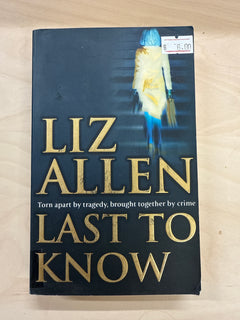 LIZ
ALLEN
Torn apart by tragedy, brought together by crime
LAST TO
KNOW